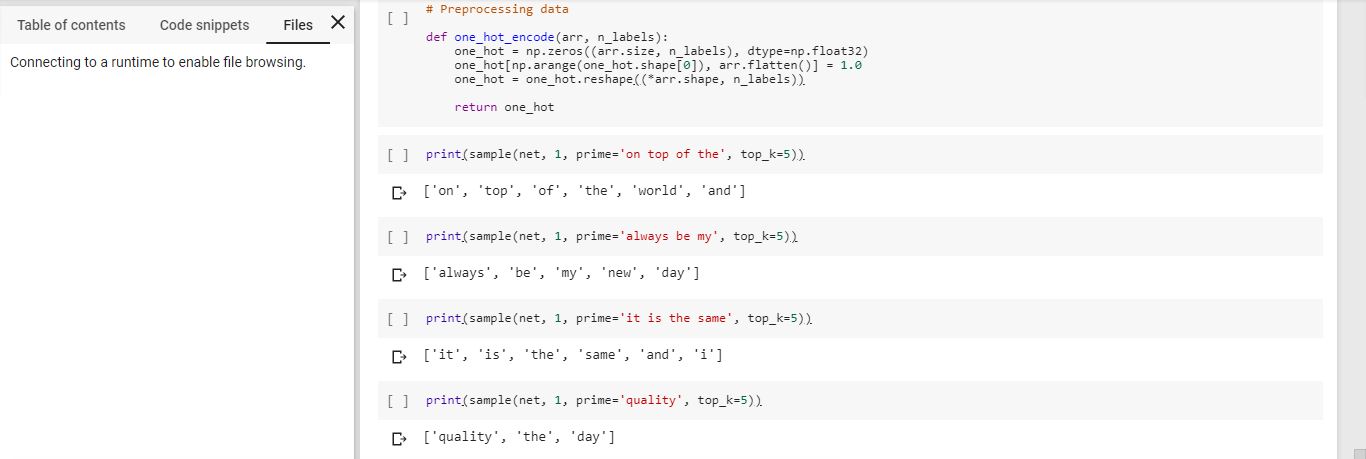 Table of contents Code snippets Files
Connecting to a runtime to enable file browsing.
[ ] # Preprocessing data
def one_hot_encode(arr, n_labels):
one_hot = np.zeros((arr.size, n_labels), dtype=np.float32)
one_hot[np.arange(one_hot.shape[0]), arr.flatten()] = 1.0
one_hot = one_hot.reshape((*arr.shape, n_labels))
return one_hot
[ ] print(sample(net, 1, prime='on top of the', top_k=5))
['on', 'top', 'of', 'the', 'world', 'and']
[ ] print(sample(net, 1, prime='always be my', top_k=5))
['always', 'be', 'my', 'new', 'day']
[ ] print(sample(net, 1, prime='it is the same', top_k=5))
['it', 'is', 'the', 'same', 'and', 'i']
[ ] print(sample(net, 1, prime='quality', top_k=5))
['quality', 'the', 'day']